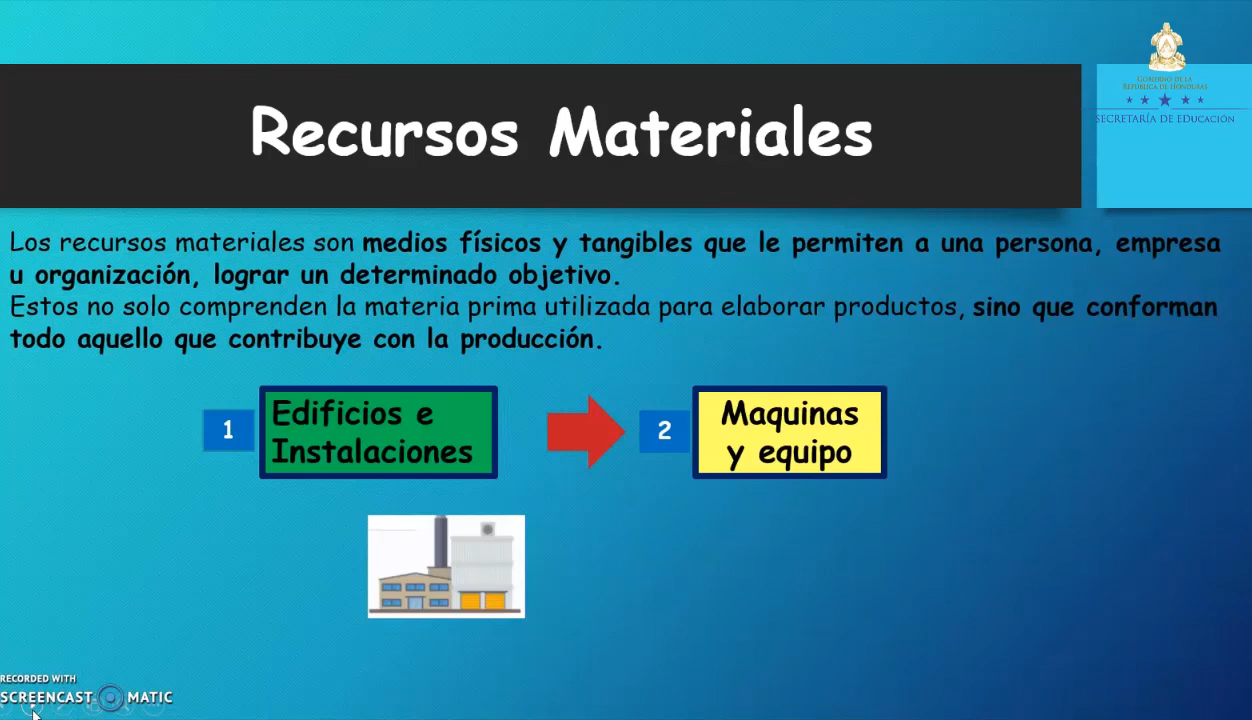 GOBIERNO DE LA
REPÚBLICA DE HONDURAS
SECRETARÍA DE EDUCACIÓN
Recursos Materiales
Los recursos materiales son medios físicos y tangibles que le permiten a una persona, empresa
u organización, lograr un determinado objetivo.
Estos no solo comprenden la materia prima utilizada para elaborar productos, sino que conforman
todo aquello que contribuye con la producción.
1
Edificios e
Instalaciones
2
Maquinas
y equipo
RECORDED WITH
SCREENCAST MATIC